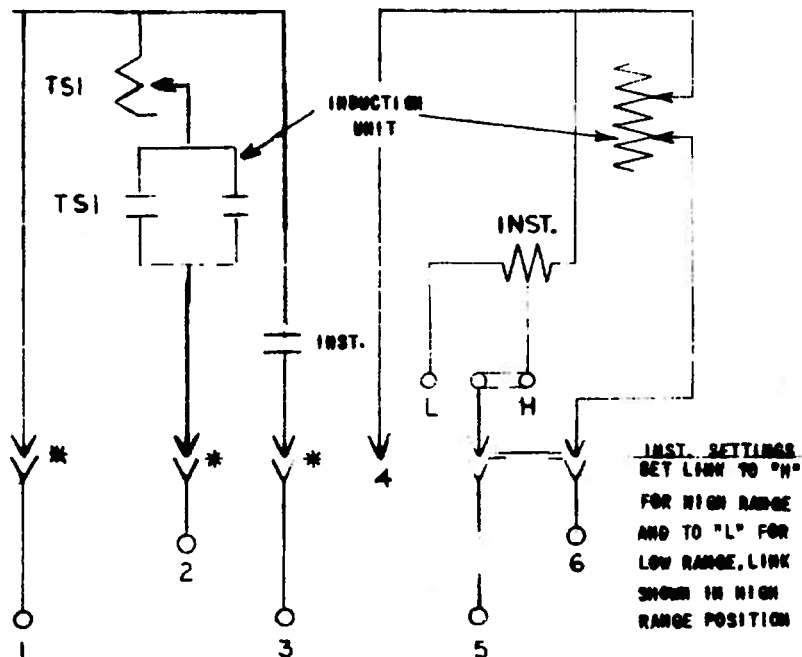 TSI
INDUCTION
UNIT
TSI
INST.
INST.
L
H
*
*
*
4
2
6
1
3
5
INST. SETTINGS
SET LINK TO "H"
FOR HIGH RANGE
AND TO "L" FOR
LOW RANGE, LINK
SHOWN IN HIGH
RANGE POSITION